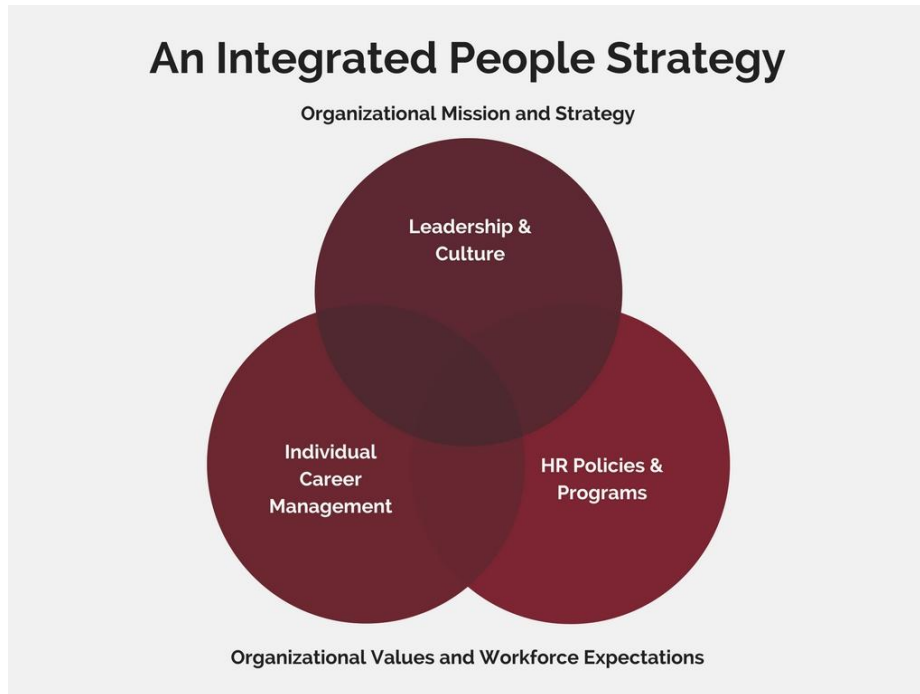 An Integrated People Strategy
Organizational Mission and Strategy
Leadership &
Culture
Individual
Career
Management
HR Policies &
Programs
Organizational Values and Workforce Expectations